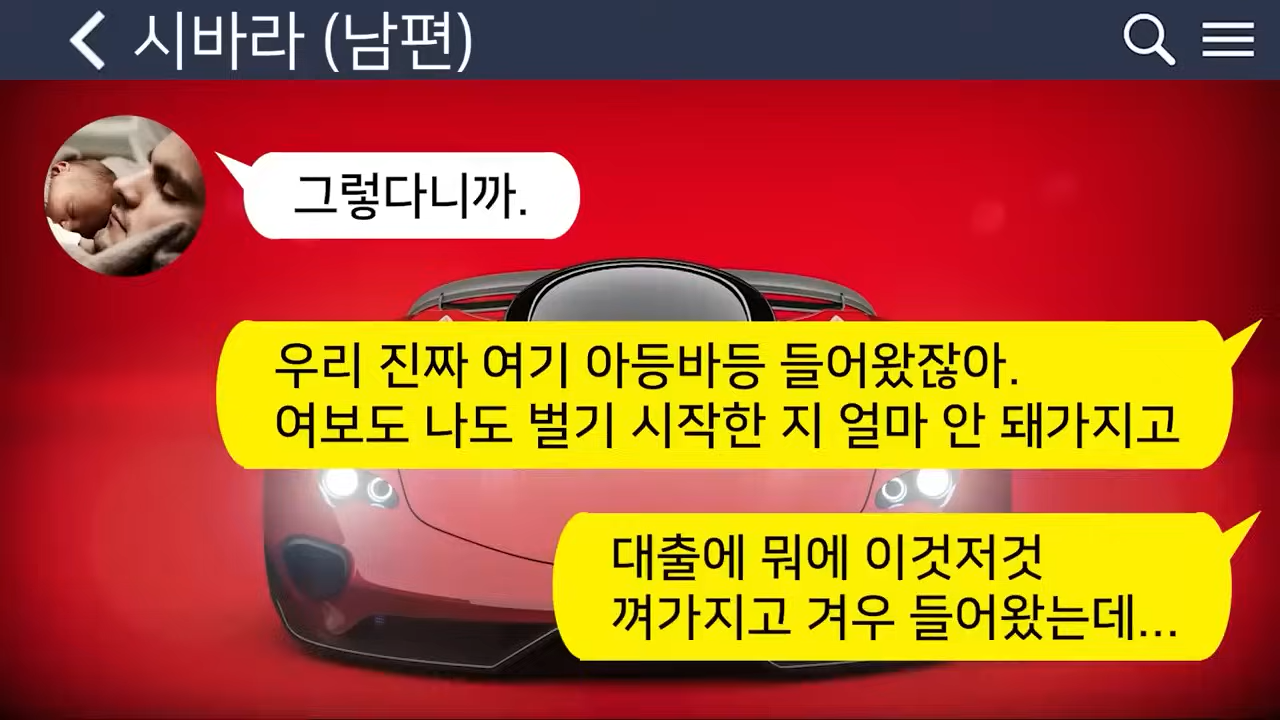 시바라 (남편)
그렇다니까.
우리 진짜 여기 아등바등 들어왔잖아.
여보도 나도 벌기 시작한 지 얼마 안 돼가지고
대출에 뭐에 이것저것
껴가지고 겨우 들어왔는데...